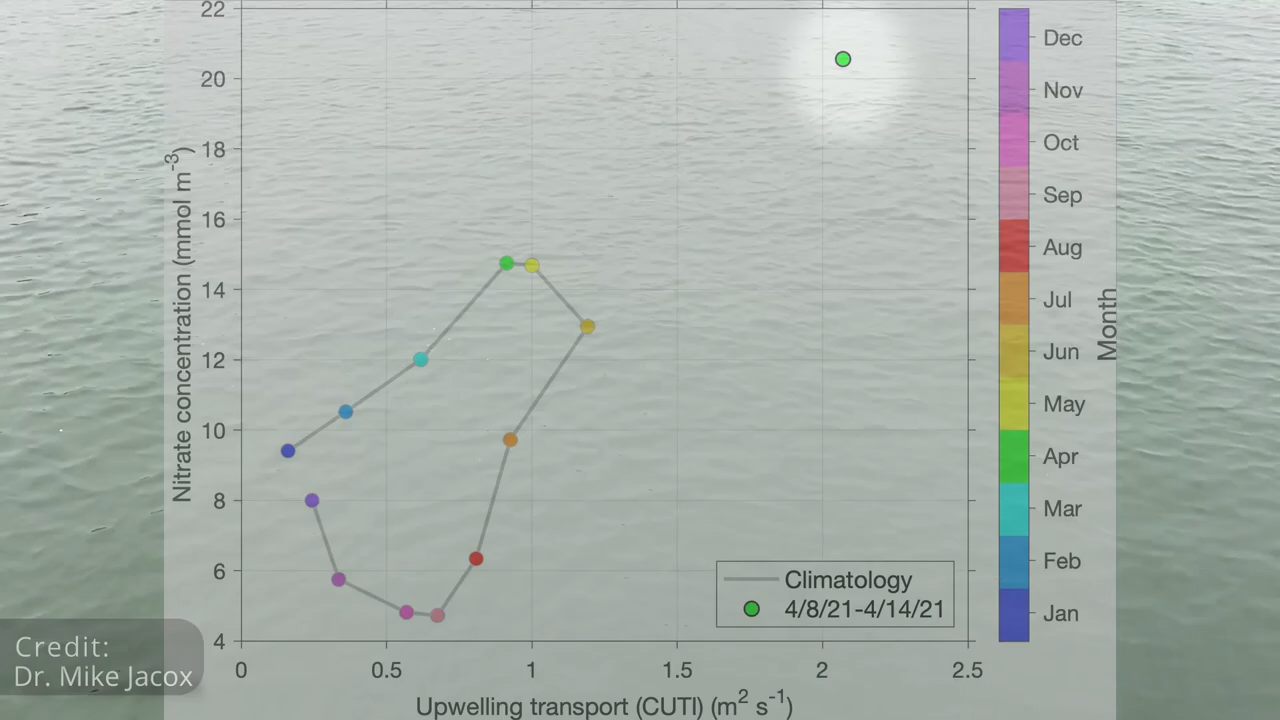 22
20
18
16
14
12
10
8
6
4
Nitrate concentration (mmol m⁻³)
0
0.5
1
1.5
2
2.5
Upwelling transport (CUTI) (m² s⁻¹)
Climatology
4/8/21-4/14/21
Dec
Nov
Oct
Sep
Aug
Jul
Jun
May
Apr
Mar
Feb
Jan
Month
Credit:
Dr. Mike Jacox